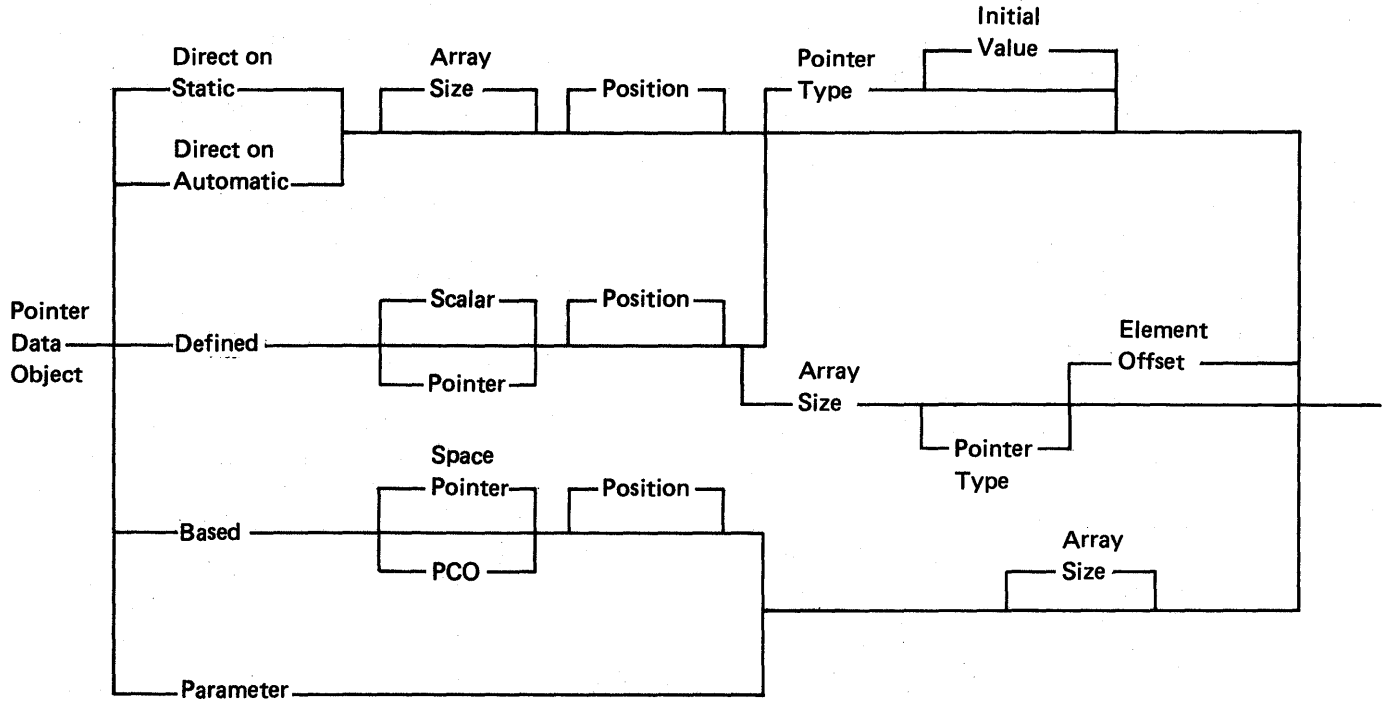 Initial
Value
Direct on
Static
Array
Size
Position
Pointer
Type
Direct on
Automatic
Pointer
Data
Object
Defined
Scalar
Pointer
Position
Array
Size
Element
Offset
Pointer
Type
Based
Space
Pointer
PCO
Position
Array
Size
Parameter